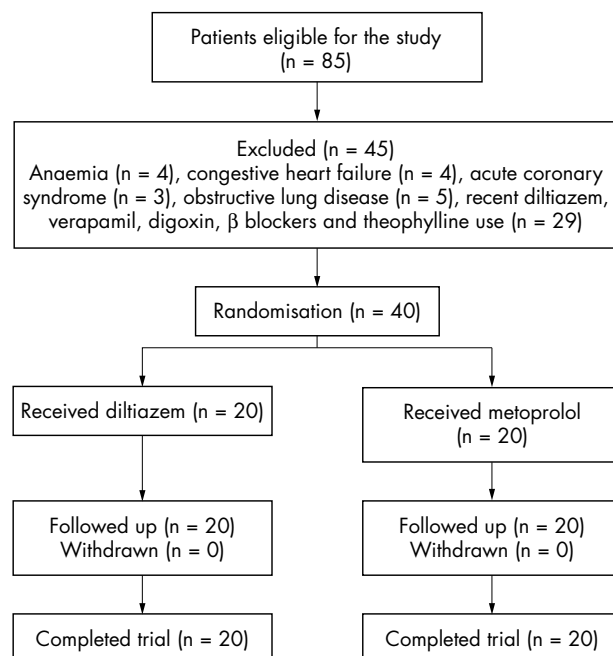 Patients eligible for the study
(n = 85)
Excluded (n = 45)
Anaemia (n = 4), congestive heart failure (n = 4), acute coronary
syndrome (n = 3), obstructive lung disease (n = 5), recent diltiazem,
verapamil, digoxin, β blockers and theophylline use (n = 29)
Randomisation (n = 40)
Received diltiazem (n = 20)
Received metoprolol
(n = 20)
Followed up (n = 20)
Withdrawn (n = 0)
Followed up (n = 20)
Withdrawn (n = 0)
Completed trial (n = 20)
Completed trial (n = 20)